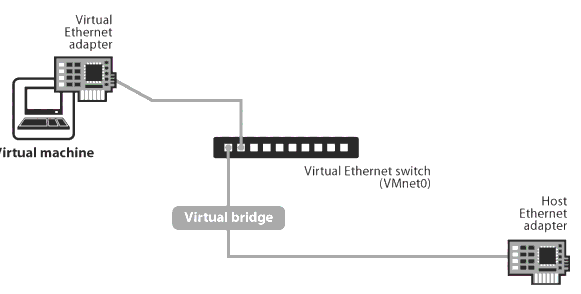 Virtual
Ethernet
adapter
Virtual machine
Virtual Ethernet switch
(VMnet0)
Virtual bridge
Host
Ethernet
adapter